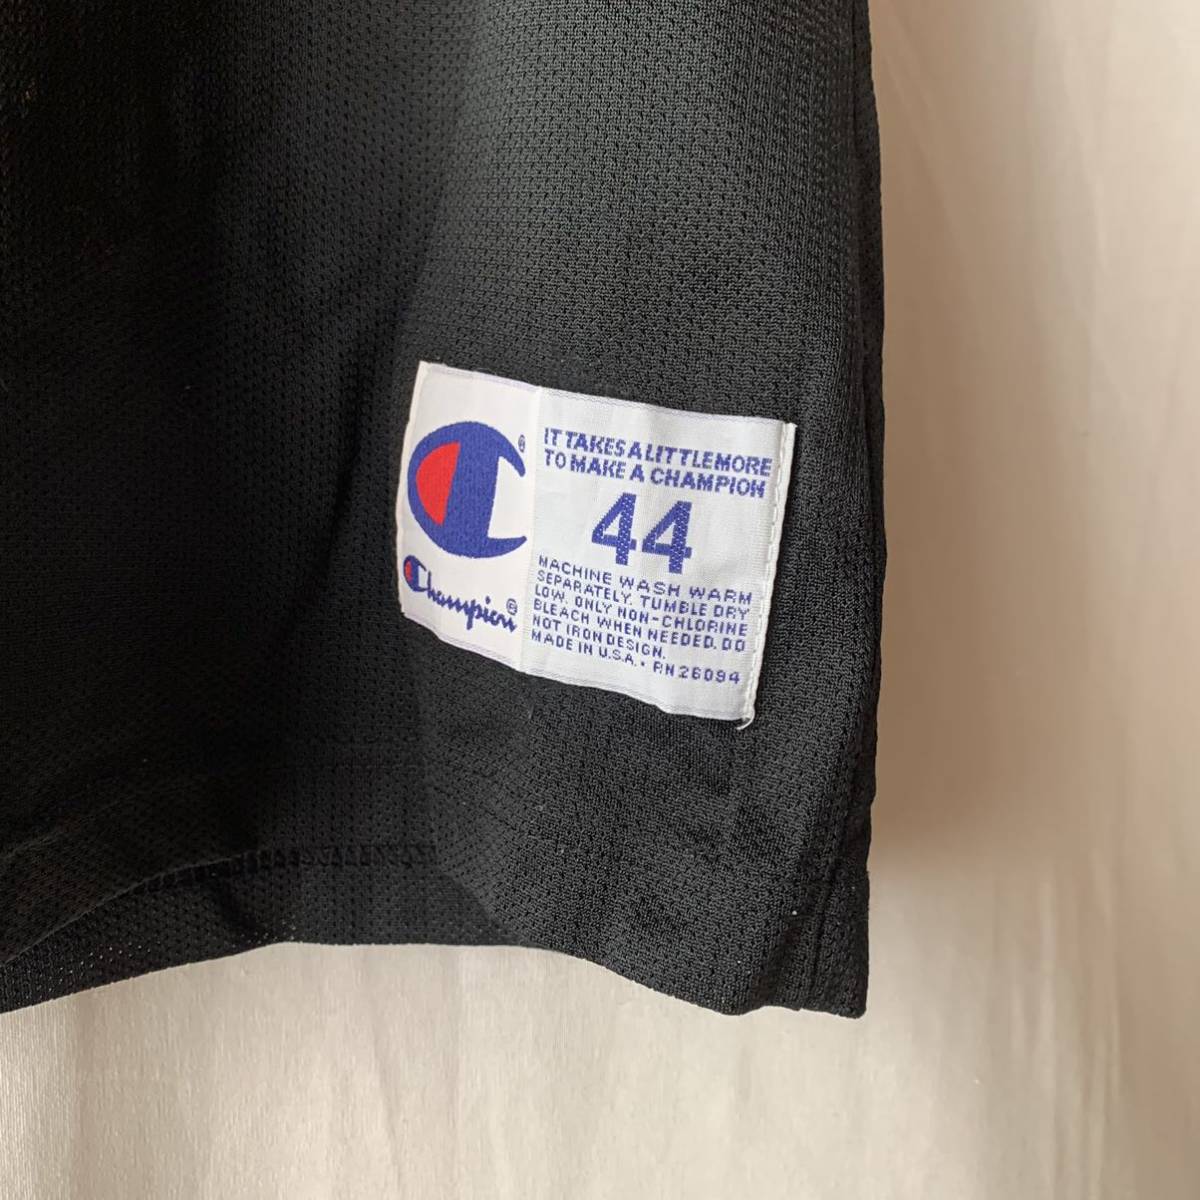 C®
Champion®
IT TAKES A LITTLE MORE
TO MAKE A CHAMPION
44
MACHINE WASH WARM
SEPARATELY. TUMBLE DRY
LOW. ONLY NON-CHLORINE
BLEACH WHEN NEEDED. DO
NOT IRON DESIGN.
MADE IN U.S.A. • RN 26094